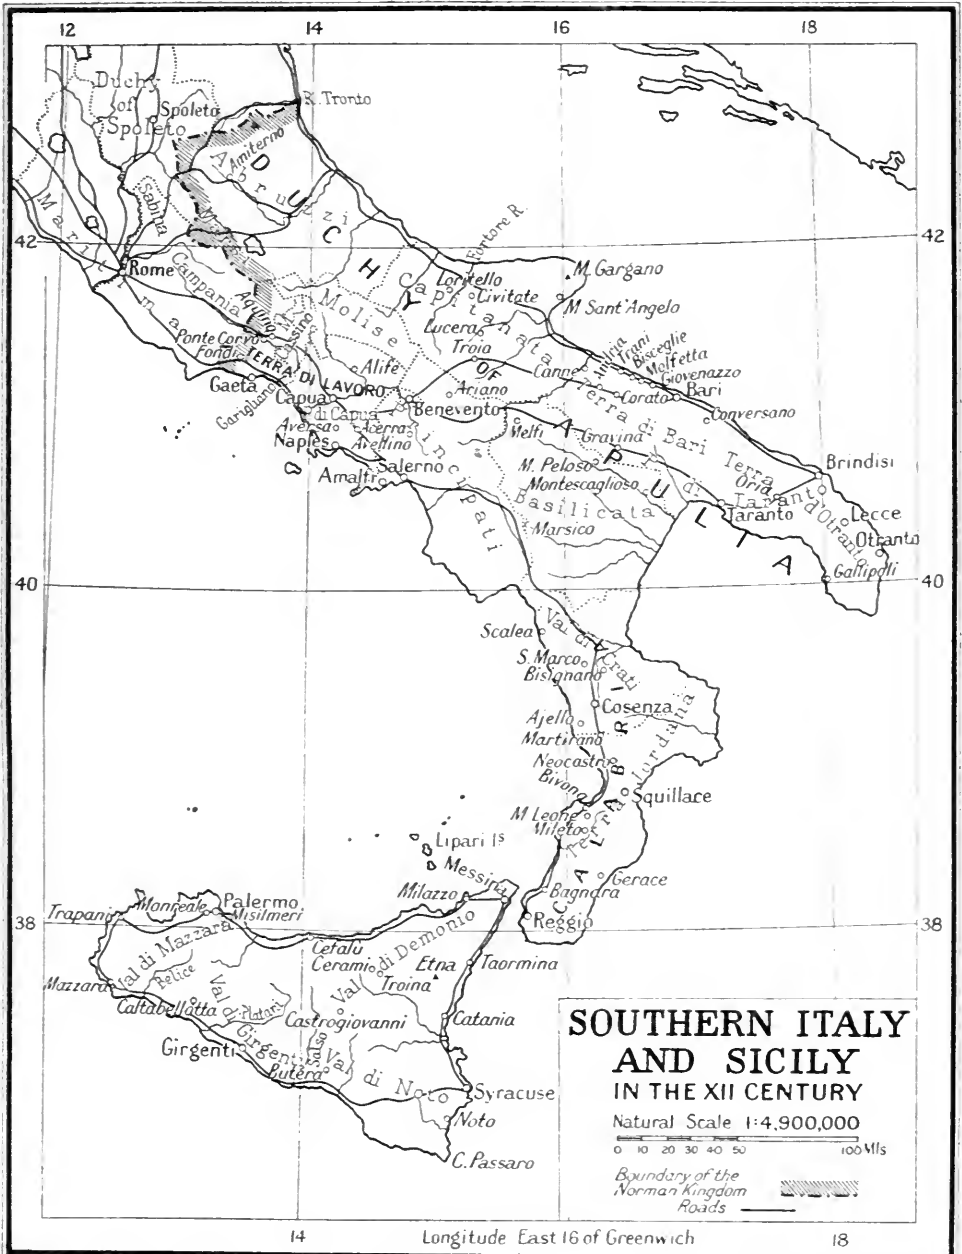 12
14
16
18
Duchy
of
Spoleto
Spoleto
R. Tronto
Amiterno
Abruzzi
DUCHY OF APULIA
Sabina
Maritima
42
42
Rome
Campania
Aquino
Molise
Capitanata
Fortore R.
Loritello
Civitate
M. Gargano
M. Sant'Angelo
Lucera
Troia
Ponte Corvo
Fondi
TERRA DI LAVORO
Alife
Canne
Andria
Trani
Bisceglie
Molfetta
Giovenazzo
Gaeta
Garigliano
Capua
di Capua
Ariano
Corato
Bari
Benevento
Terra di Bari
Conversano
Aversa
Acerra
Melfi
Gravina
Naples
Avellino
Principati
Terra
di
Taranto
Brindisi
Salerno
M. Peloso
Amalfi
Montescaglioso
Oria
Basilicata
Taranto
d'Otranto
Lecce
Marsico
Otranto
Gallipoli
40
40
Scalea
Val di Crati
S. Marco
Bisignano
CALABRIA
Cosenza
Ajello
Martirano
Terra Jordana
Neocastro
Bivona
Squillace
M Leone
Mileto
Lipari Is
Gerace
Messina
Milazzo
Bagnara
Reggio
Palermo
Monreale
Misilmeri
Trapani
38
38
Val di Mazzara
Cefalù
Val di Demonio
Cerami
Etna
Taormina
Troina
Belice
Mazzara
Val di Girgenti
Platari
Caltabellotta
Castrogiovanni
Catania
Girgenti
Salso
Butera
Val di Noto
Syracuse
Noto
C. Passaro
SOUTHERN ITALY
AND SICILY
IN THE XII CENTURY
Natural Scale 1:4,900,000
0 10 20 30 40 50 100 Mls
Boundary of the
Norman Kingdom
Roads
14
Longitude East 16 of Greenwich
18